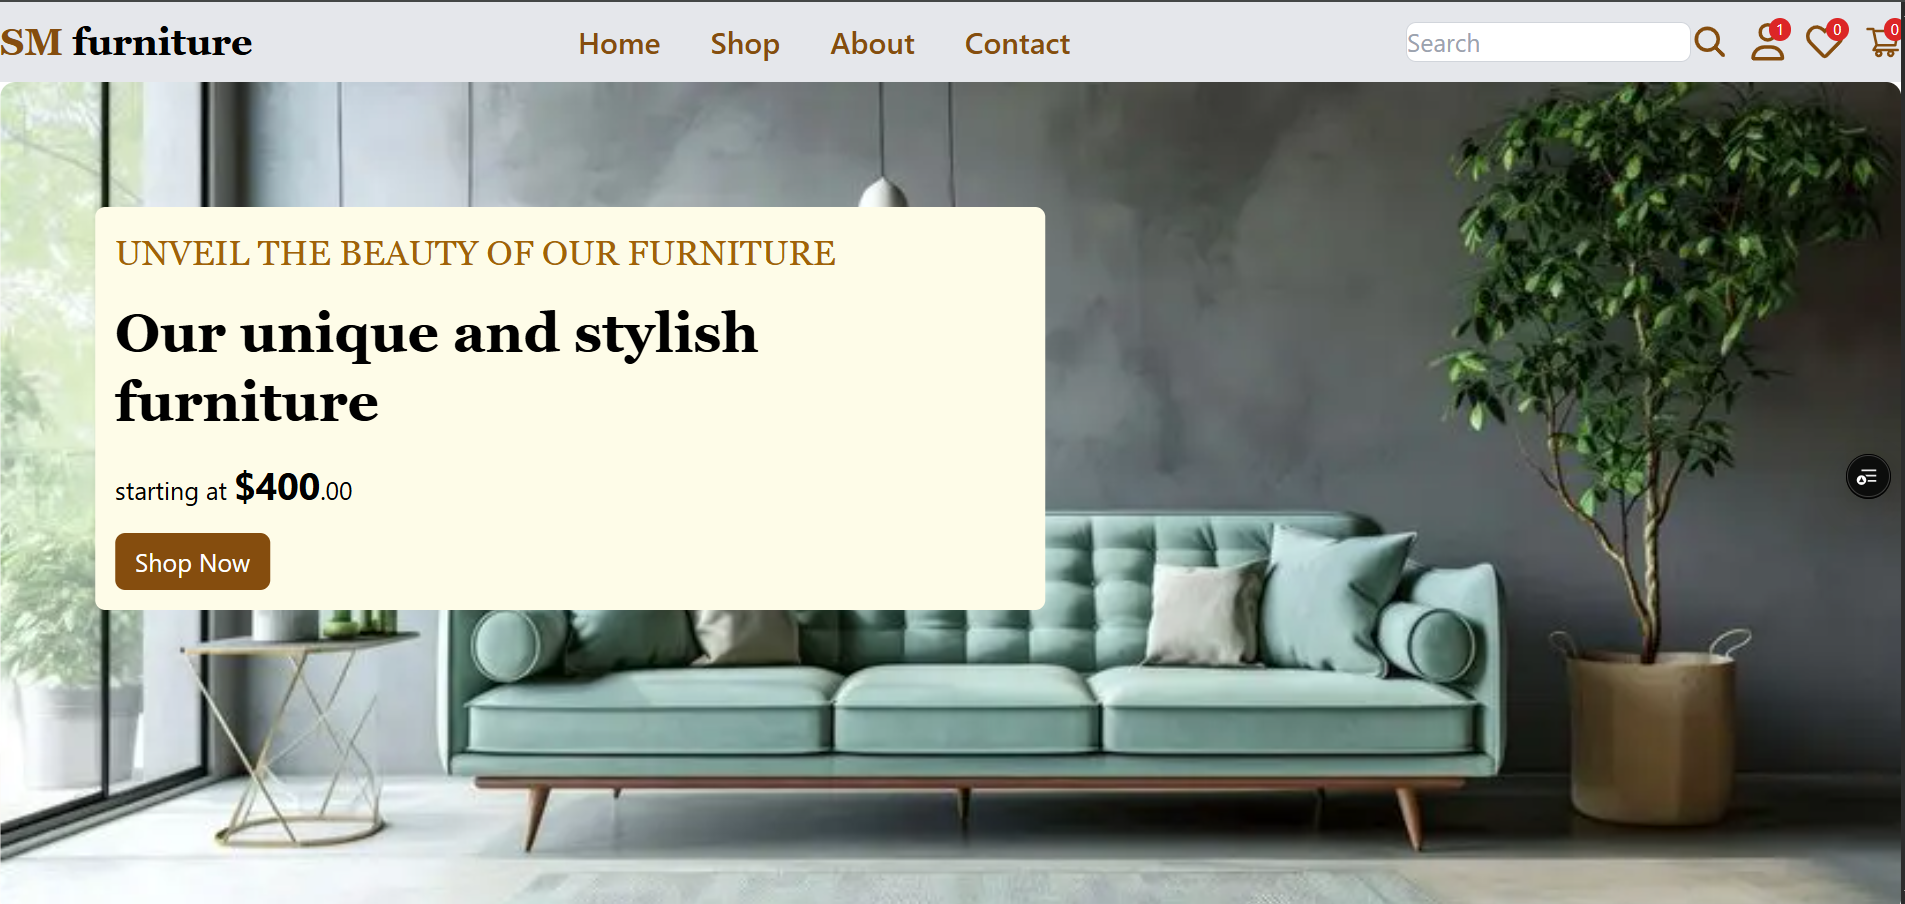 SM furniture
Home Shop About Contact
Search
1 0 0
UNVEIL THE BEAUTY OF OUR FURNITURE
Our unique and stylish
furniture
starting at $400.00
Shop Now